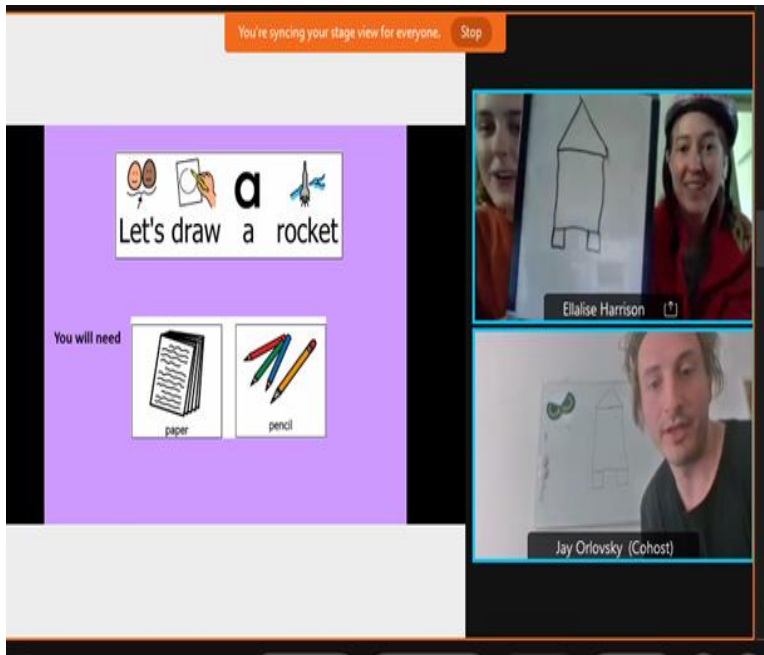 You're syncing your stage view for everyone. Stop
Let's draw a rocket
You will need
paper
pencil
Ellalise Harrison
Jay Orlovsky (Cohost)